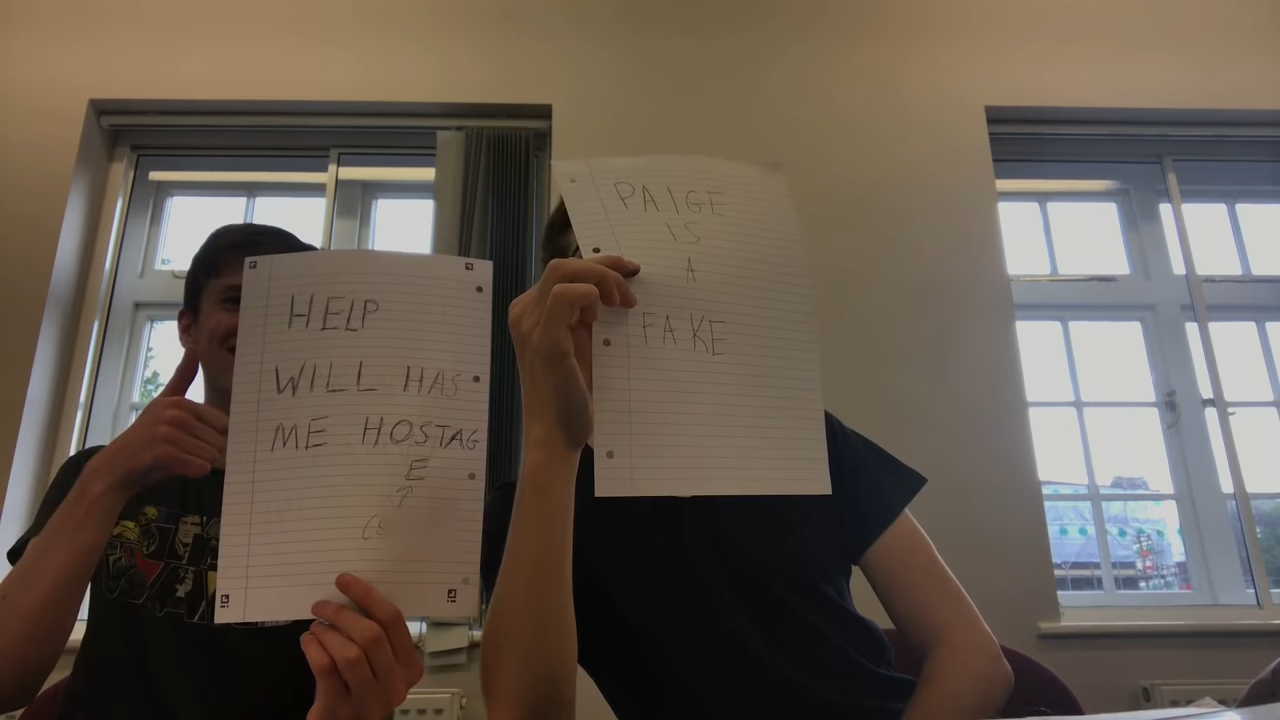 HELP
WILL HAS
ME HOSTAG
E
PAIGE
IS
A
FAKE